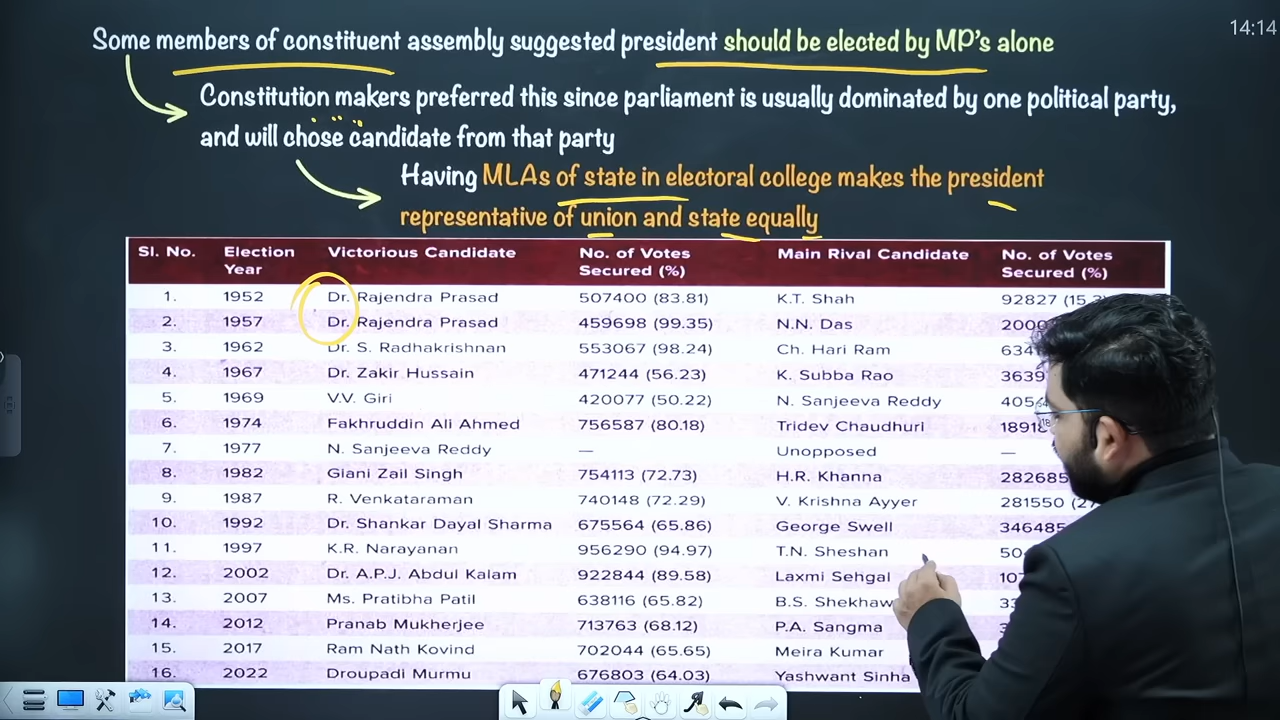 14:14
Some members of constituent assembly suggested president should be elected by MP's alone
Constitution makers preferred this since parliament is usually dominated by one political party,
and will chose candidate from that party
Having MLAs of state in electoral college makes the president
representative of union and state equally
Sl. No. Election Year Victorious Candidate No. of Votes Secured (%) Main Rival Candidate No. of Votes Secured (%)
1. 1952 Dr. Rajendra Prasad 507400 (83.81) K.T. Shah 92827
2. 1957 Dr. Rajendra Prasad 459698 (99.35) N.N. Das
3. 1962 Dr. S. Radhakrishnan 553067 (98.24) Ch. Hari Ram
4. 1967 Dr. Zakir Hussain 471244 (56.23) K. Subba Rao
5. 1969 V.V. Giri 420077 (50.22) N. Sanjeeva Reddy
6. 1974 Fakhruddin Ali Ahmed 756587 (80.18) Tridev Chaudhuri
7. 1977 N. Sanjeeva Reddy — Unopposed —
8. 1982 Giani Zail Singh 754113 (72.73) H.R. Khanna 282685
9. 1987 R. Venkataraman 740148 (72.29) V. Krishna Ayyer 281550
10. 1992 Dr. Shankar Dayal Sharma 675564 (65.86) George Swell 346485
11. 1997 K.R. Narayanan 956290 (94.97) T.N. Sheshan
12. 2002 Dr. A.P.J. Abdul Kalam 922844 (89.58) Laxmi Sehgal
13. 2007 Ms. Pratibha Patil 638116 (65.82) B.S. Shekhaw
14. 2012 Pranab Mukherjee 713763 (68.12) P.A. Sangma
15. 2017 Ram Nath Kovind 702044 (65.65) Meira Kumar
16. 2022 Droupadi Murmu 676803 (64.03) Yashwant Sinha